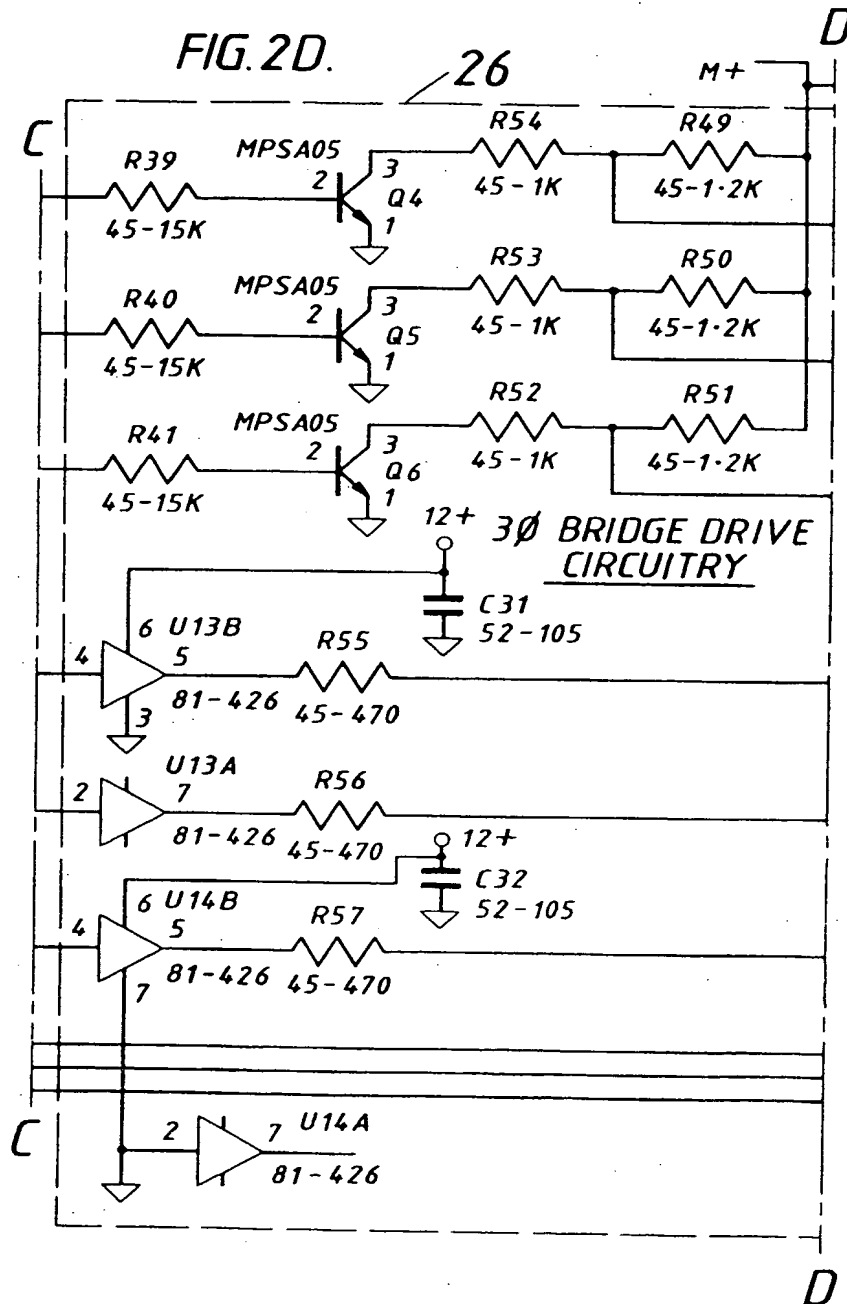 D
FIG. 2D.
26
M+
C
R39
45-15K
MPSA05
2
3
Q4
1
R54
45-1K
R49
45-1·2K
R40
45-15K
MPSA05
2
3
Q5
1
R53
45-1K
R50
45-1·2K
R41
45-15K
MPSA05
2
3
Q6
1
R52
45-1K
R51
45-1·2K
12+
3Ø BRIDGE DRIVE
CIRCUITRY
C31
52-105
4
6
U13B
5
3
81-426
R55
45-470
2
U13A
7
81-426
R56
45-470
12+
C32
52-105
4
6
U14B
5
7
81-426
R57
45-470
C
2
7
U14A
81-426
D